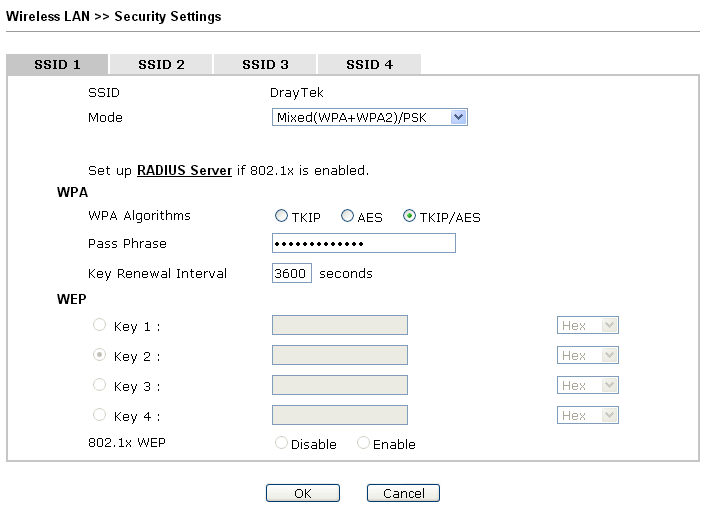 Wireless LAN >> Security Settings
SSID 1 SSID 2 SSID 3 SSID 4
SSID DrayTek
Mode Mixed(WPA+WPA2)/PSK
Set up RADIUS Server if 802.1x is enabled.
WPA
WPA Algorithms TKIP AES TKIP/AES
Pass Phrase •••••••••••••
Key Renewal Interval 3600 seconds
WEP
Key 1 : Hex
Key 2 : Hex
Key 3 : Hex
Key 4 : Hex
802.1x WEP Disable Enable
OK Cancel